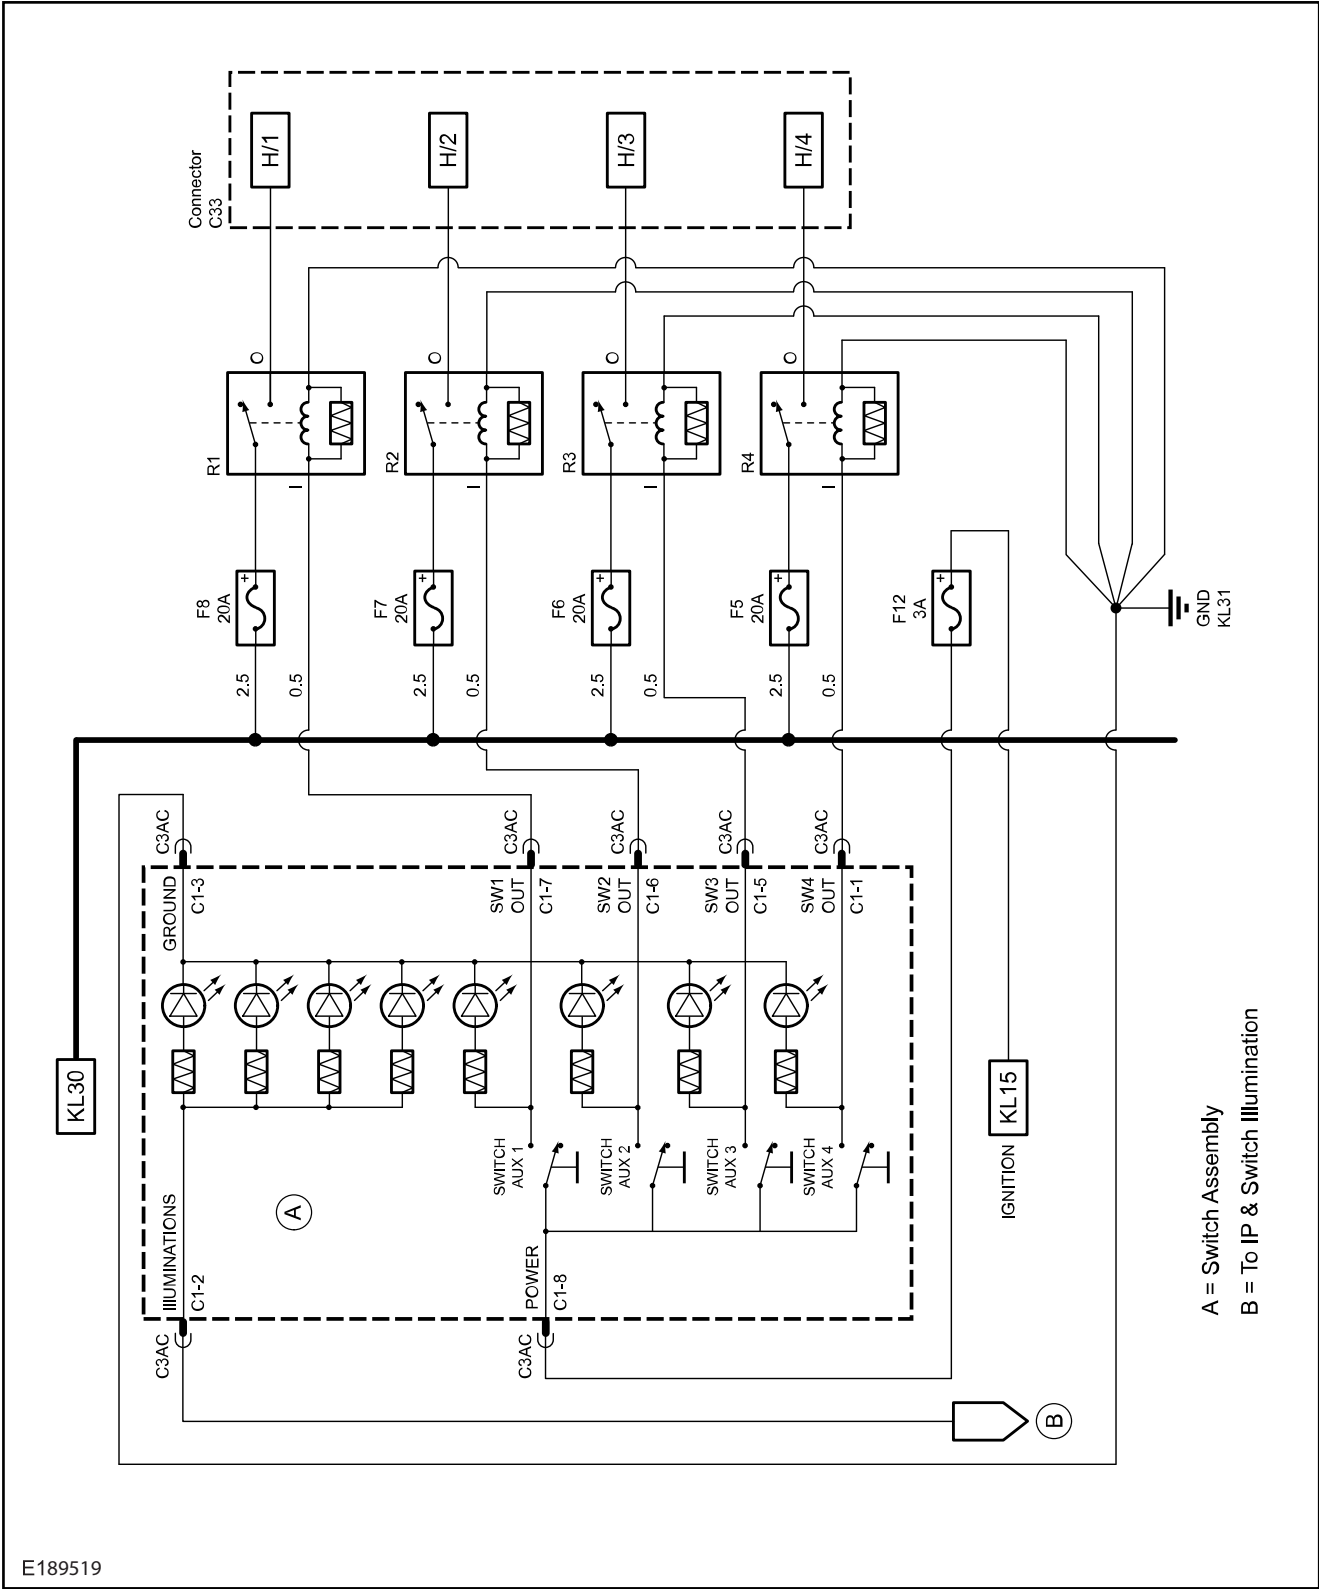 Connector
C33
H/1
H/2
H/3
H/4
O
O
O
O
R1
R2
R3
R4
I
I
I
I
F8
20A
+
F7
20A
+
F6
20A
+
F5
20A
+
F12
3A
+
2.5
0.5
2.5
0.5
2.5
0.5
2.5
0.5
GND
KL31
KL30
C3AC
C3AC
C3AC
C3AC
C3AC
GROUND
C1-3
SW1
OUT
C1-7
SW2
OUT
C1-6
SW3
OUT
C1-5
SW4
OUT
C1-1
SWITCH
AUX 1
SWITCH
AUX 2
SWITCH
AUX 3
SWITCH
AUX 4
KL15
IGNITION
A
ILLUMINATIONS
C1-2
POWER
C1-8
C3AC
C3AC
B
A = Switch Assembly
B = To IP & Switch Illumination
E189519